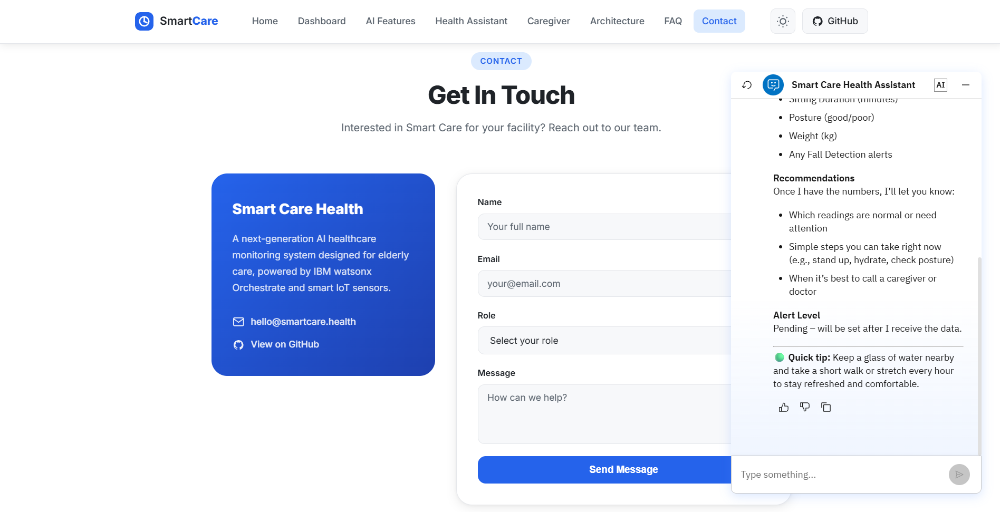 SmartCare
Home
Dashboard
AI Features
Health Assistant
Caregiver
Architecture
FAQ
Contact
GitHub
CONTACT
Get In Touch
Interested in Smart Care for your facility? Reach out to our team.
Smart Care Health
A next-generation AI healthcare
monitoring system designed for elderly
care, powered by IBM watsonx
Orchestrate and smart IoT sensors.
hello@smartcare.health
View on GitHub
Name
Your full name
Email
your@email.com
Role
Select your role
Message
How can we help?
Send Message
Smart Care Health Assistant
AI
Sitting Duration (minutes)
Posture (good/poor)
Weight (kg)
Any Fall Detection alerts
Recommendations
Once I have the numbers, I’ll let you know:
Which readings are normal or need
attention
Simple steps you can take right now
(e.g., stand up, hydrate, check posture)
When it’s best to call a caregiver or
doctor
Alert Level
Pending – will be set after I receive the data.
Quick tip: Keep a glass of water nearby
and take a short walk or stretch every hour
to stay refreshed and comfortable.
Type something...